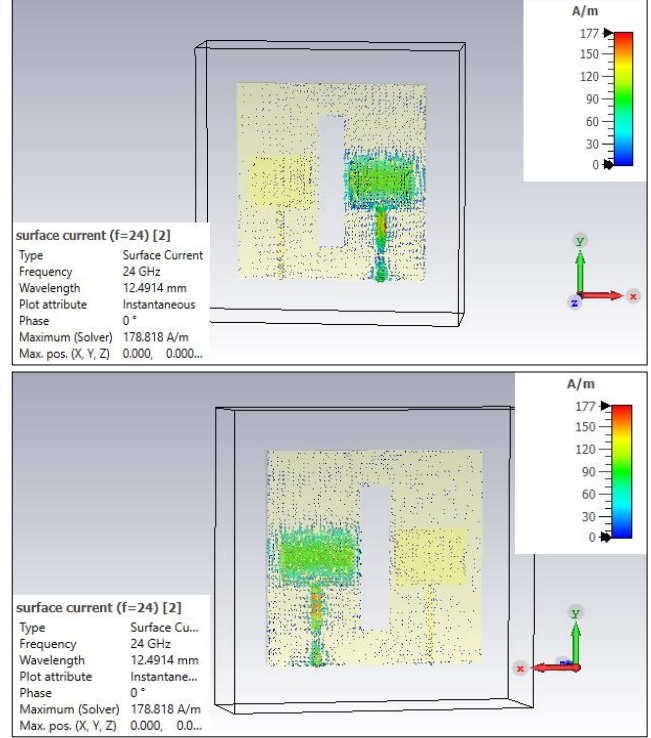 A/m
177
150
120
90
60
30
0
surface current (f=24) [2]
Type Surface Current
Frequency 24 GHz
Wavelength 12.4914 mm
Plot attribute Instantaneous
Phase 0 °
Maximum (Solver) 178.818 A/m
Max. pos. (X, Y, Z) 0.000, 0.000...
y
x
z
A/m
177
150
120
90
60
30
0
surface current (f=24) [2]
Type Surface Cu...
Frequency 24 GHz
Wavelength 12.4914 mm
Plot attribute Instantane...
Phase 0 °
Maximum (Solver) 178.818 A/m
Max. pos. (X, Y, Z) 0.000, 0.0...
y
x